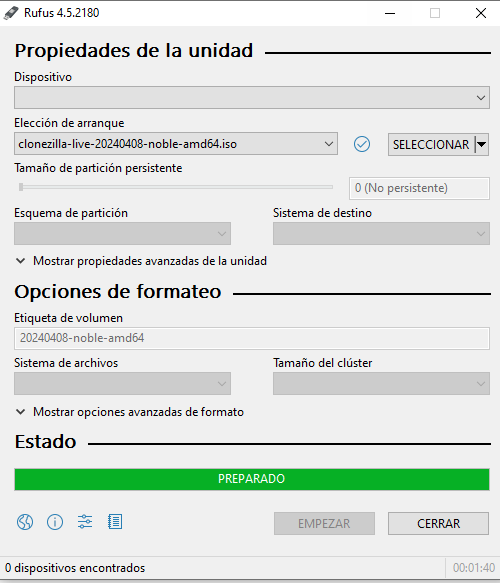 Rufus 4.5.2180
Propiedades de la unidad
Dispositivo
Elección de arranque
clonezilla-live-20240408-noble-amd64.iso
SELECCIONAR
Tamaño de partición persistente
0 (No persistente)
Esquema de partición
Sistema de destino
Mostrar propiedades avanzadas de la unidad
Opciones de formateo
Etiqueta de volumen
20240408-noble-amd64
Sistema de archivos
Tamaño del clúster
Mostrar opciones avanzadas de formato
Estado
PREPARADO
EMPEZAR
CERRAR
0 dispositivos encontrados
00:01:40